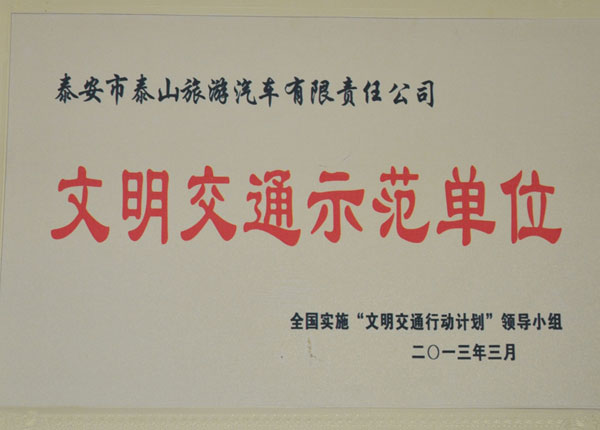 泰安市泰山旅游汽车有限责任公司
文明交通示范单位
全国实施“文明交通行动计划”领导小组
二〇一三年三月